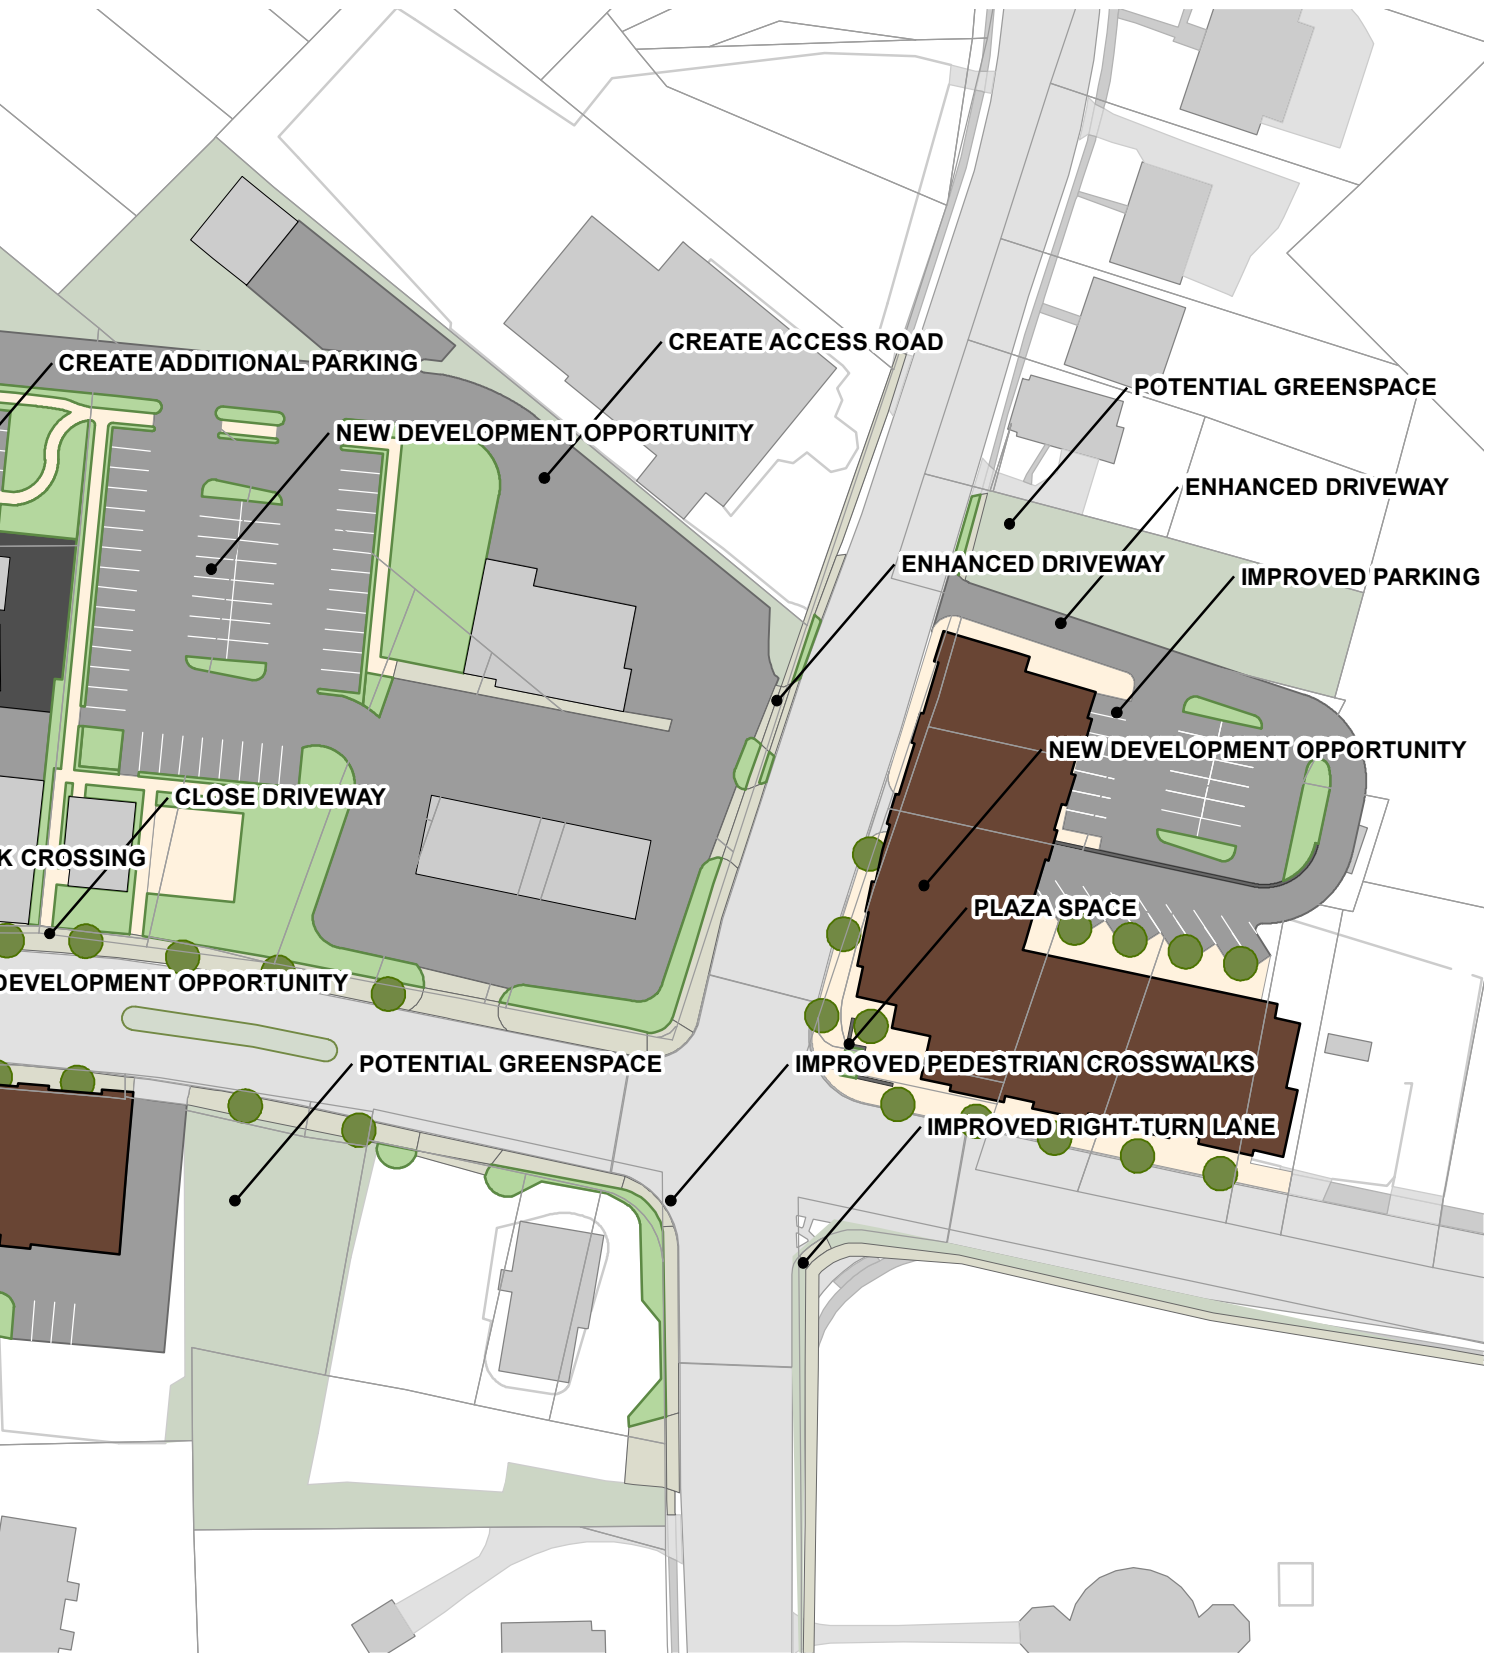 CREATE ACCESS ROAD
CREATE ADDITIONAL PARKING
POTENTIAL GREENSPACE
NEW DEVELOPMENT OPPORTUNITY
ENHANCED DRIVEWAY
ENHANCED DRIVEWAY
IMPROVED PARKING
NEW DEVELOPMENT OPPORTUNITY
CLOSE DRIVEWAY
K CROSSING
PLAZA SPACE
DEVELOPMENT OPPORTUNITY
POTENTIAL GREENSPACE
IMPROVED PEDESTRIAN CROSSWALKS
IMPROVED RIGHT-TURN LANE